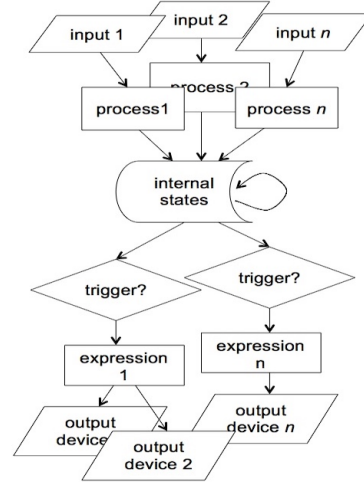 input 1
input 2
input n
process 2
process1
process n
internal
states
trigger?
trigger?
expression
1
expression
n
output
device
output
device 2
output
device n